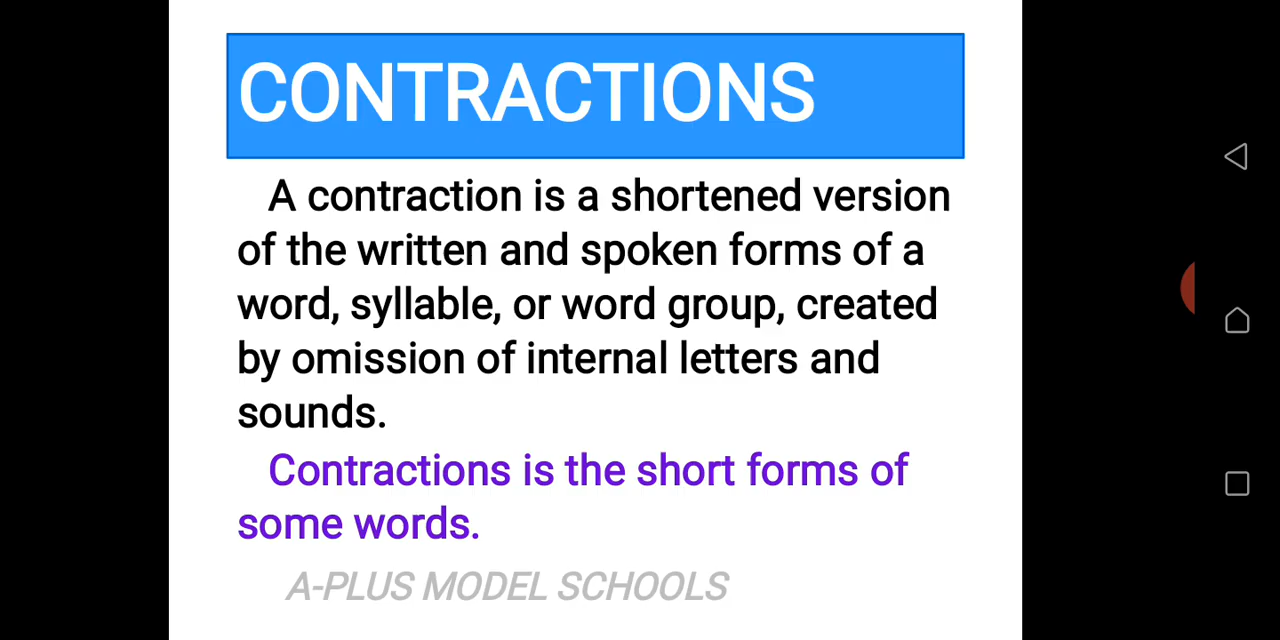 CONTRACTIONS
A contraction is a shortened version
of the written and spoken forms of a
word, syllable, or word group, created
by omission of internal letters and
sounds.
Contractions is the short forms of
some words.
A-PLUS MODEL SCHOOLS